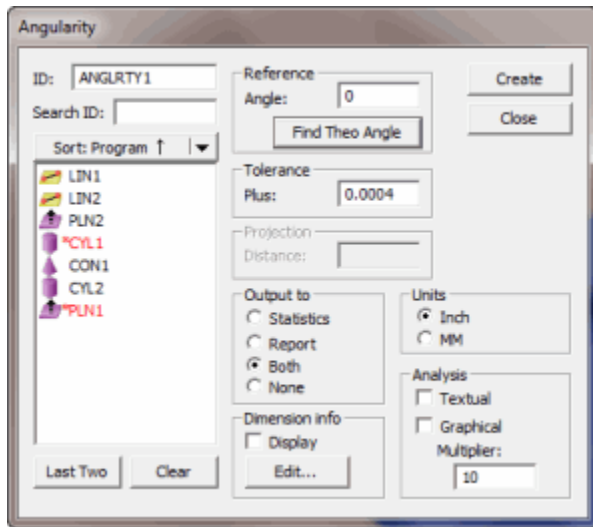 Angularity
ID: ANGLRTY1
Search ID:
Sort: Program ↑
LIN1
LIN2
PLN2
*CYL1
CON1
CYL2
*PLN1
Last Two Clear
Reference
Angle: 0
Find Theo Angle
Tolerance
Plus: 0.0004
Projection
Distance:
Output to
Statistics
Report
Both
None
Dimension info
Display
Edit...
Create
Close
Units
Inch
MM
Analysis
Textual
Graphical
Multiplier:
10